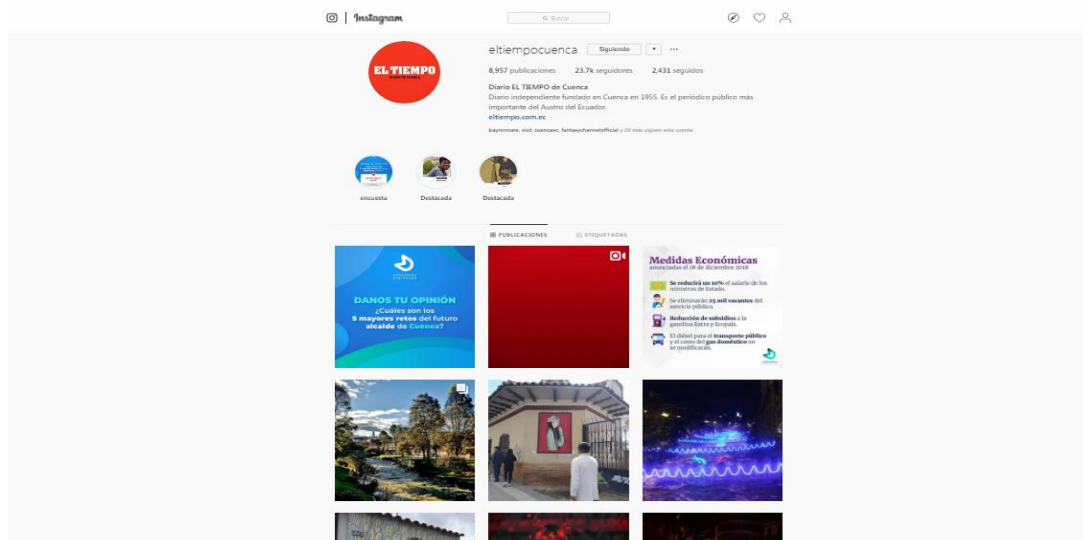 Instagram
Buscar
eltiempocuenca Siguiendo
8,957 publicaciones 23.7k seguidores 2,431 seguidos
Diario EL TIEMPO de Cuenca
Diario independiente fundado en Cuenca en 1955. Es el periódico público más
importante del Austro del Ecuador.
eltiempo.com.ec
EL TIEMPO
encuesta Destacada Destacada
PUBLICACIONES ETIQUETADAS
DANOS TU OPINIÓN
¿Cuáles son los
5 mayores retos del futuro
alcalde de Cuenca?
Medidas Económicas
anunciadas el 18 de diciembre 2018
Se reducirá un 10% el salario de los
ministros de Estado.
Se eliminarán 25 mil vacantes del
servicio público.
Reducción de subsidios a la
gasolina Extra y Ecopaís.
El diésel para el transporte público
y el costo del gas doméstico no
se modificarán.